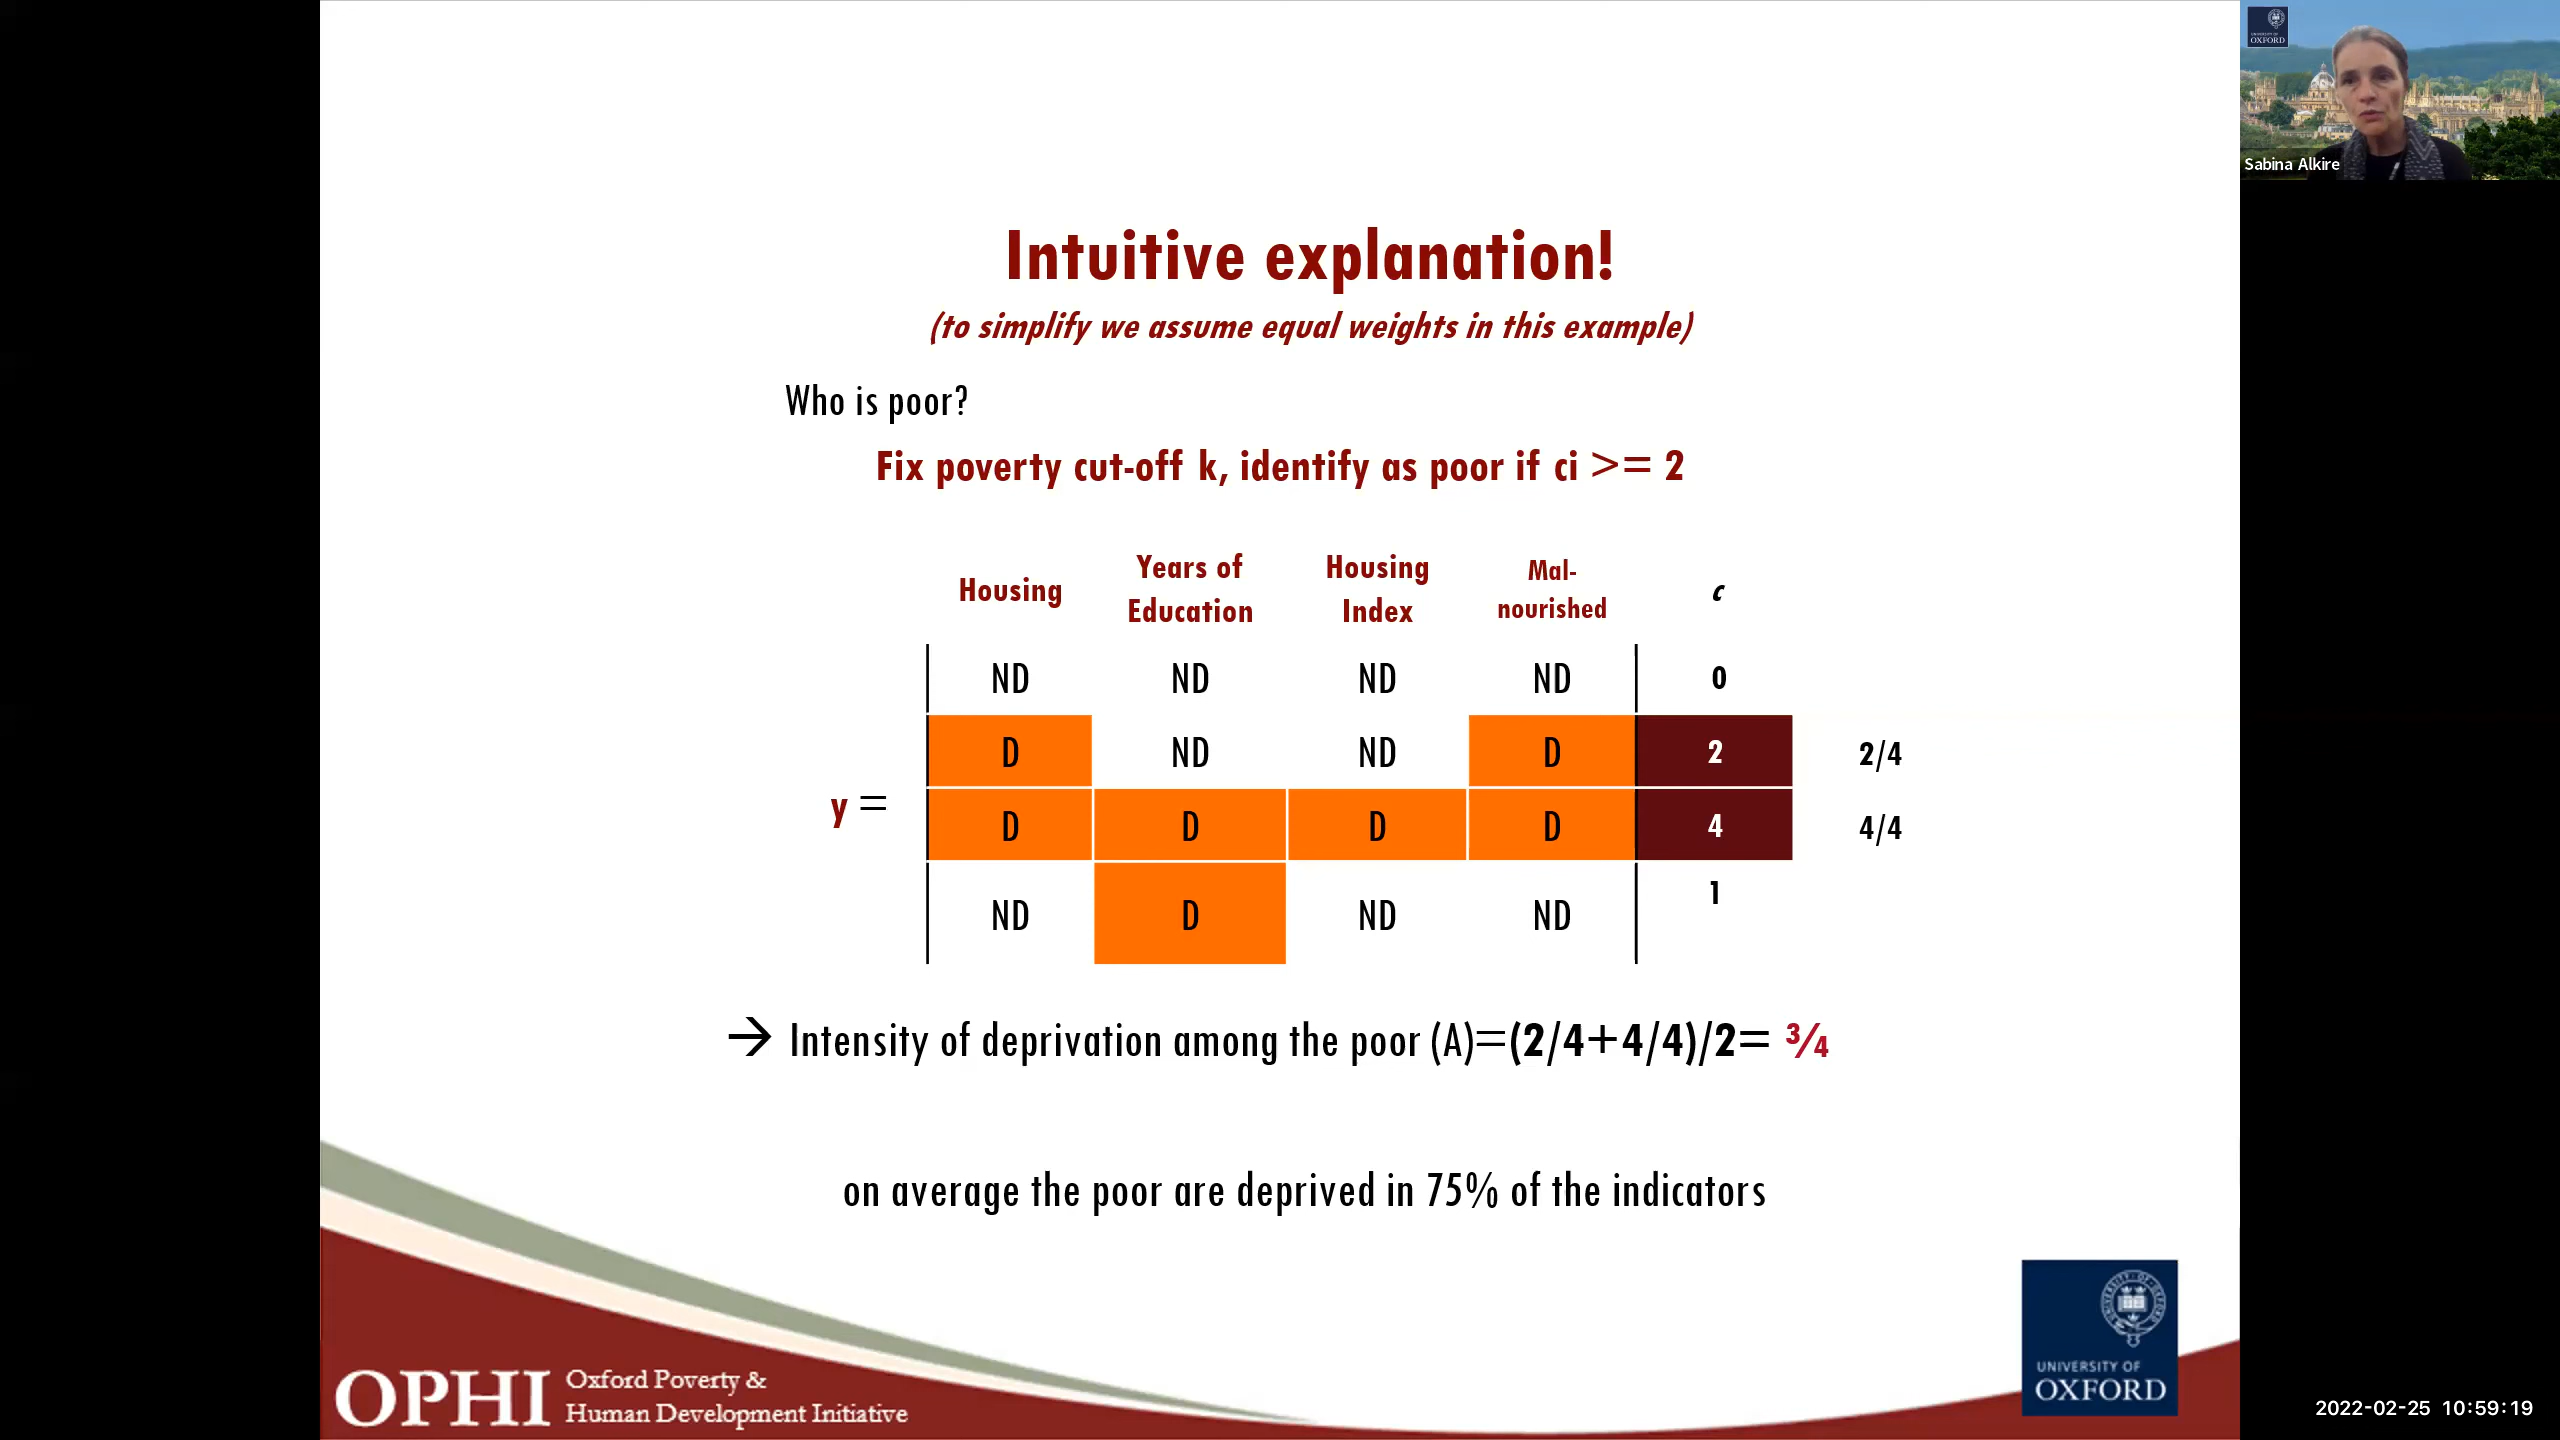 Intuitive explanation!
(to simplify we assume equal weights in this example)
Who is poor?
Fix poverty cut-off k, identify as poor if ci >= 2
Housing Years of Education Housing Index Mal-nourished c
ND ND ND ND 0
D ND ND D 2 2/4
y =
D D D D 4 4/4
ND D ND ND 1
→ Intensity of deprivation among the poor (A)=(2/4+4/4)/2= ¾
on average the poor are deprived in 75% of the indicators
OPHI Oxford Poverty &
Human Development Initiative
UNIVERSITY OF
OXFORD
UNIVERSITY OF
OXFORD
Sabina Alkire
2022-02-25 10:59:19